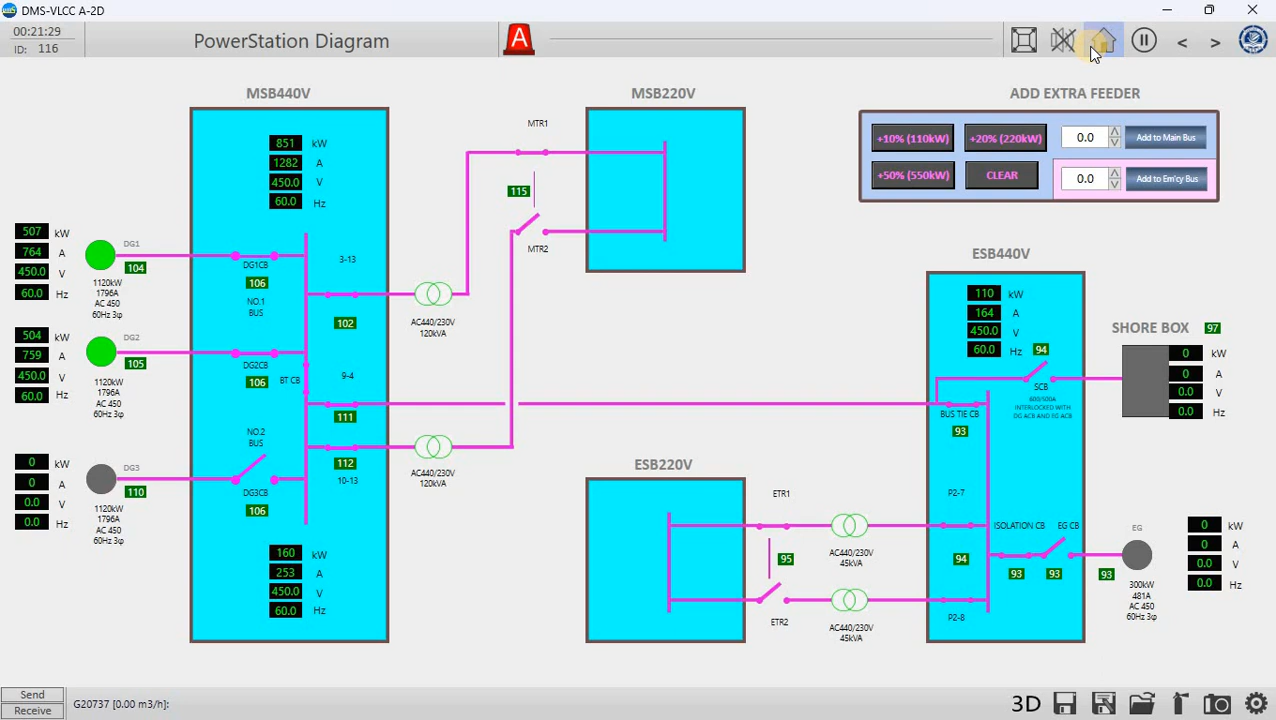 DMS-VLCC A-2D
00:21:29
ID: 116
PowerStation Diagram
A
< >
MSB440V
851 kW
1282 A
450.0 V
60.0 Hz
507 kW
764 A
450.0 V
60.0 Hz
DG1
104
1120kW
1796A
AC 450
60Hz 3φ
DG1CB
106
NO.1
BUS
3-13
102
504 kW
759 A
450.0 V
60.0 Hz
DG2
105
1120kW
1796A
AC 450
60Hz 3φ
DG2CB
106
BT CB
9-4
111
NO.2
BUS
112
10-13
0 kW
0 A
0.0 V
0.0 Hz
DG3
110
1120kW
1796A
AC 450
60Hz 3φ
DG3CB
106
160 kW
253 A
450.0 V
60.0 Hz
AC440/230V
120kVA
AC440/230V
120kVA
MTR1
115
MTR2
MSB220V
ADD EXTRA FEEDER
+10% (110kW) +20% (220kW) 0.0 Add to Main Bus
+50% (550kW) CLEAR 0.0 Add to Em'cy Bus
ESB440V
110 kW
164 A
450.0 V
60.0 Hz
94
SCB
600/500A
INTERLOCKED WITH
DG ACB AND EG ACB
BUS TIE CB
93
SHORE BOX 97
0 kW
0 A
0.0 V
0.0 Hz
ESB220V
ETR1
95
ETR2
AC440/230V
45kVA
AC440/230V
45kVA
P2-7
94
P2-8
ISOLATION CB EG CB
93 93 93
EG
300kW
481A
AC 450
60Hz 3φ
0 kW
0 A
0.0 V
0.0 Hz
Send
Receive
G20737 [0.00 m3/h]:
3D